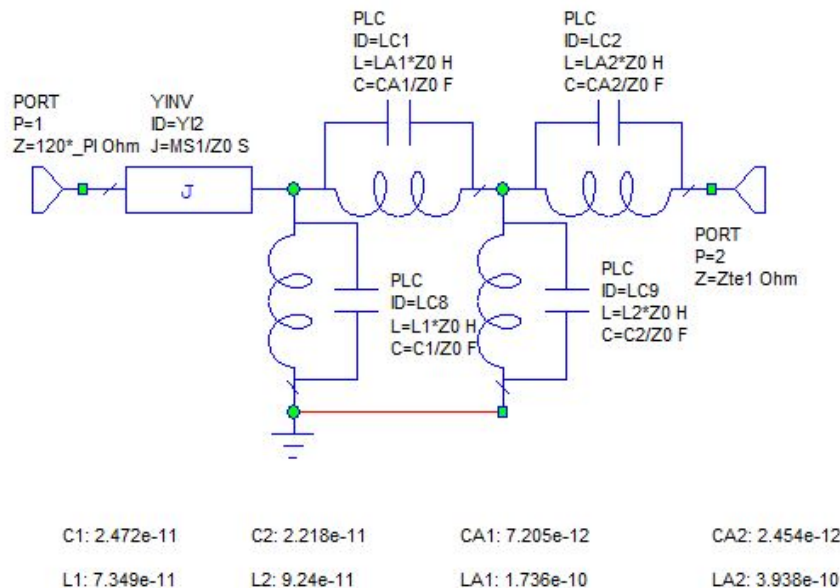 PLC
ID=LC1
L=LA1*Z0 H
C=CA1/Z0 F
PLC
ID=LC2
L=LA2*Z0 H
C=CA2/Z0 F
PORT
P=1
Z=120*_PI Ohm
YINV
ID=YI2
J=MS1/Z0 S
J
PLC
ID=LC8
L=L1*Z0 H
C=C1/Z0 F
PLC
ID=LC9
L=L2*Z0 H
C=C2/Z0 F
PORT
P=2
Z=Zte1 Ohm
C1: 2.472e-11 C2: 2.218e-11 CA1: 7.205e-12 CA2: 2.454e-12
L1: 7.349e-11 L2: 9.24e-11 LA1: 1.736e-10 LA2: 3.938e-10